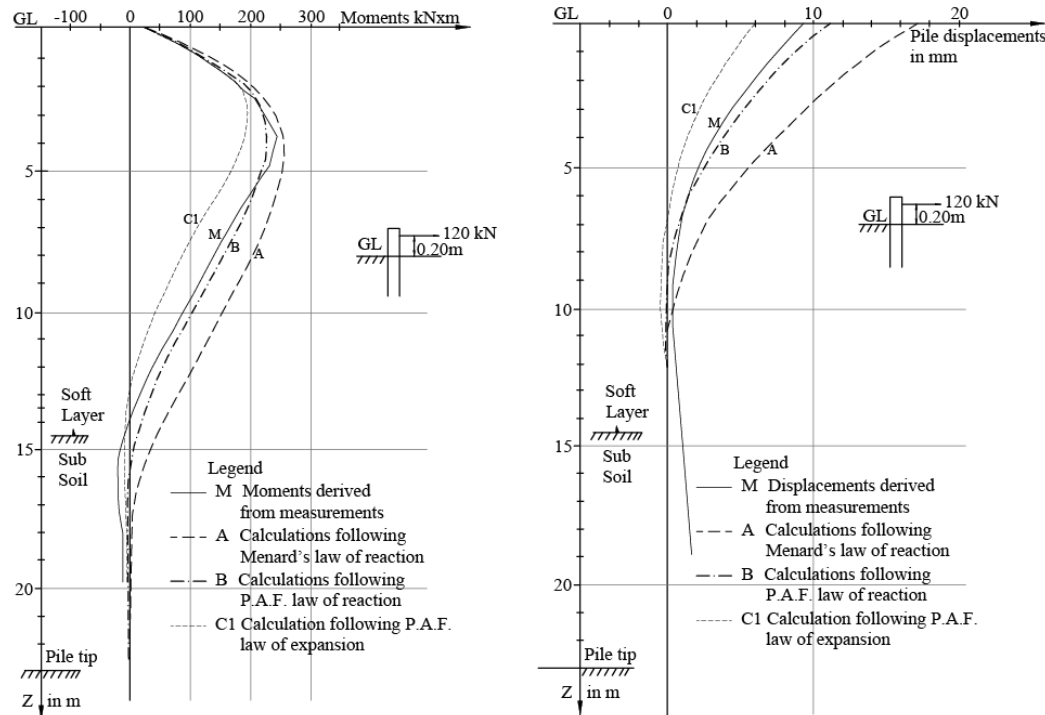 GL -100 0 100 200 300 Moments kNxm
5
10
15
20
C1
M
B
A
120 kN
0.20m
GL
Soft
Layer
Sub
Soil
Legend
M Moments derived
from measurements
A Calculations following
Menard's law of reaction
B Calculations following
P.A.F. law of reaction
C1 Calculation following P.A.F.
law of expansion
Pile tip
Z in m
GL 0 10 20
Pile displacements
in mm
5
10
15
20
C1
M
B
A
120 kN
0.20m
GL
Soft
Layer
Sub
Soil
Legend
M Displacements derived
from measurements
A Calculations following
Menard's law of reaction
B Calculations following
P.A.F. law of reaction
C1 Calculation following P.A.F.
law of expansion
Pile tip
Z in m